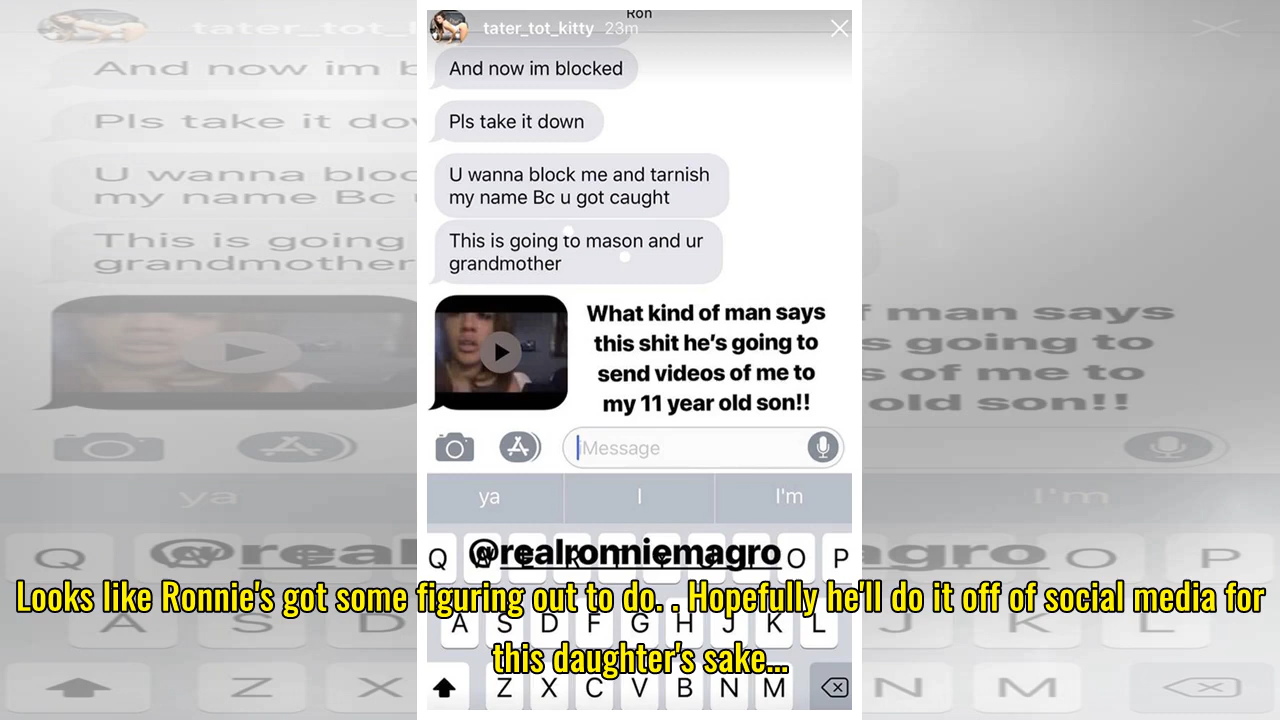 Ron
tater_tot_kitty 23m
And now im blocked
Pls take it down
U wanna block me and tarnish
my name Bc u got caught
This is going to mason and ur
grandmother
What kind of man says
this shit he's going to
send videos of me to
my 11 year old son!!
iMessage
ya I I'm
@realronniemagro
Q W E R T Y U I O P
Looks like Ronnie's got some figuring out to do. . Hopefully he'll do it off of social media for
A S D F G H J K L
this daughter's sake...
Z X C V B N M